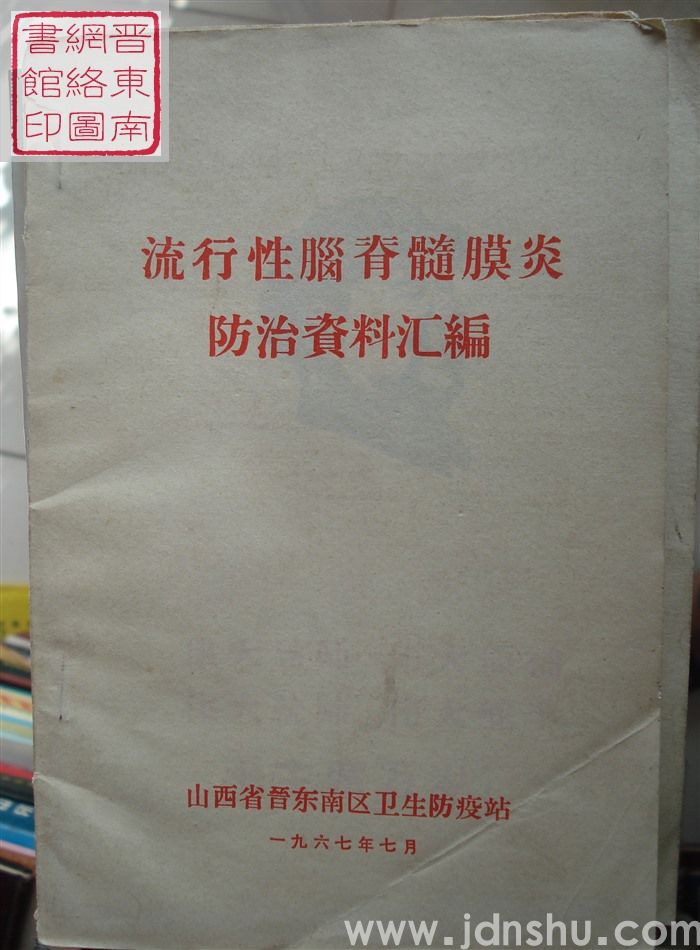 晋東南
網絡圖
書館印
流行性腦脊髓膜炎
防治資料汇編
山西省晉东南区卫生防疫站
一九六七年七月
www.jdnshu.com